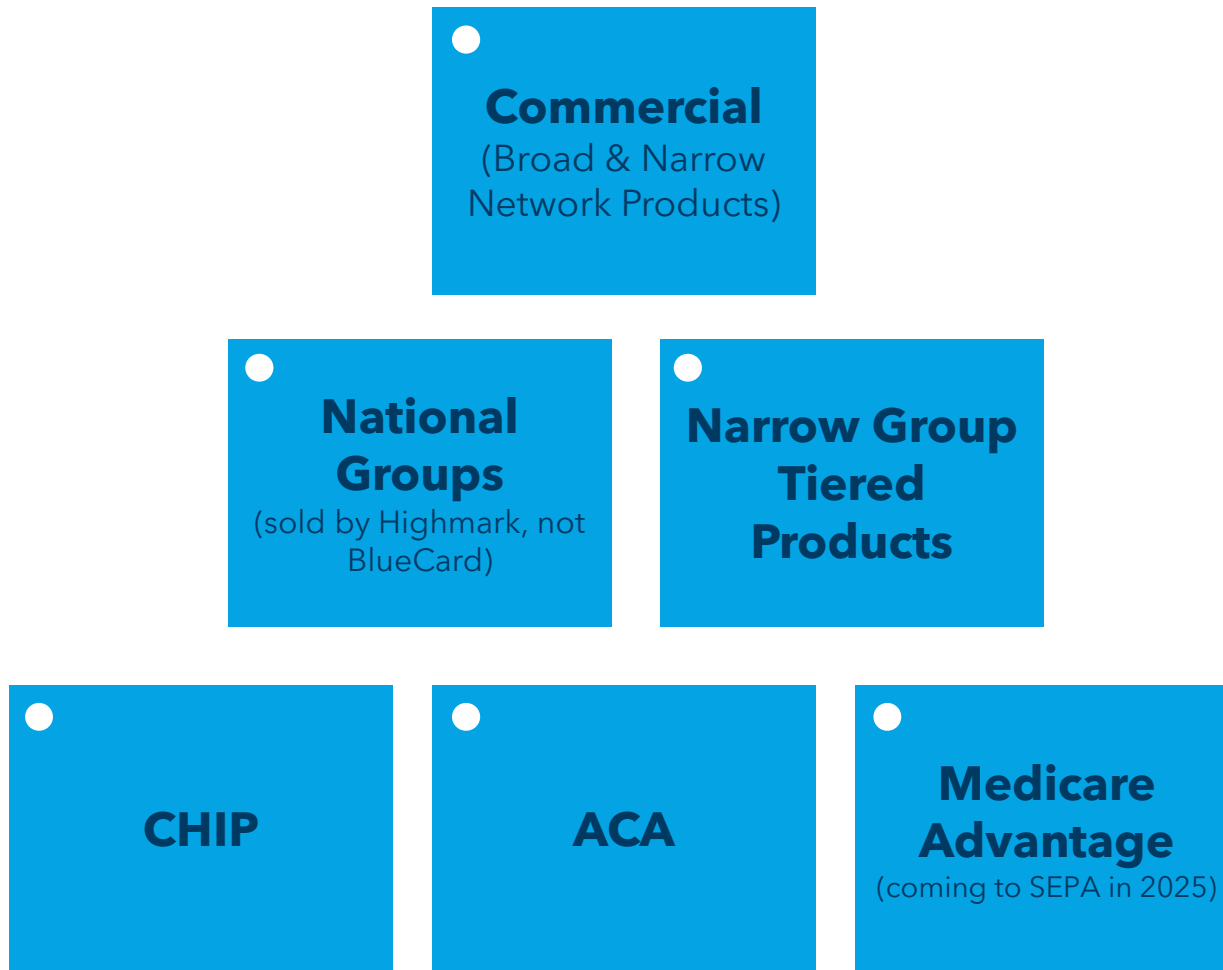 Commercial
(Broad & Narrow
Network Products)
National
Groups
(sold by Highmark, not
BlueCard)
Narrow Group
Tiered
Products
CHIP
ACA
Medicare
Advantage
(coming to SEPA in 2025)